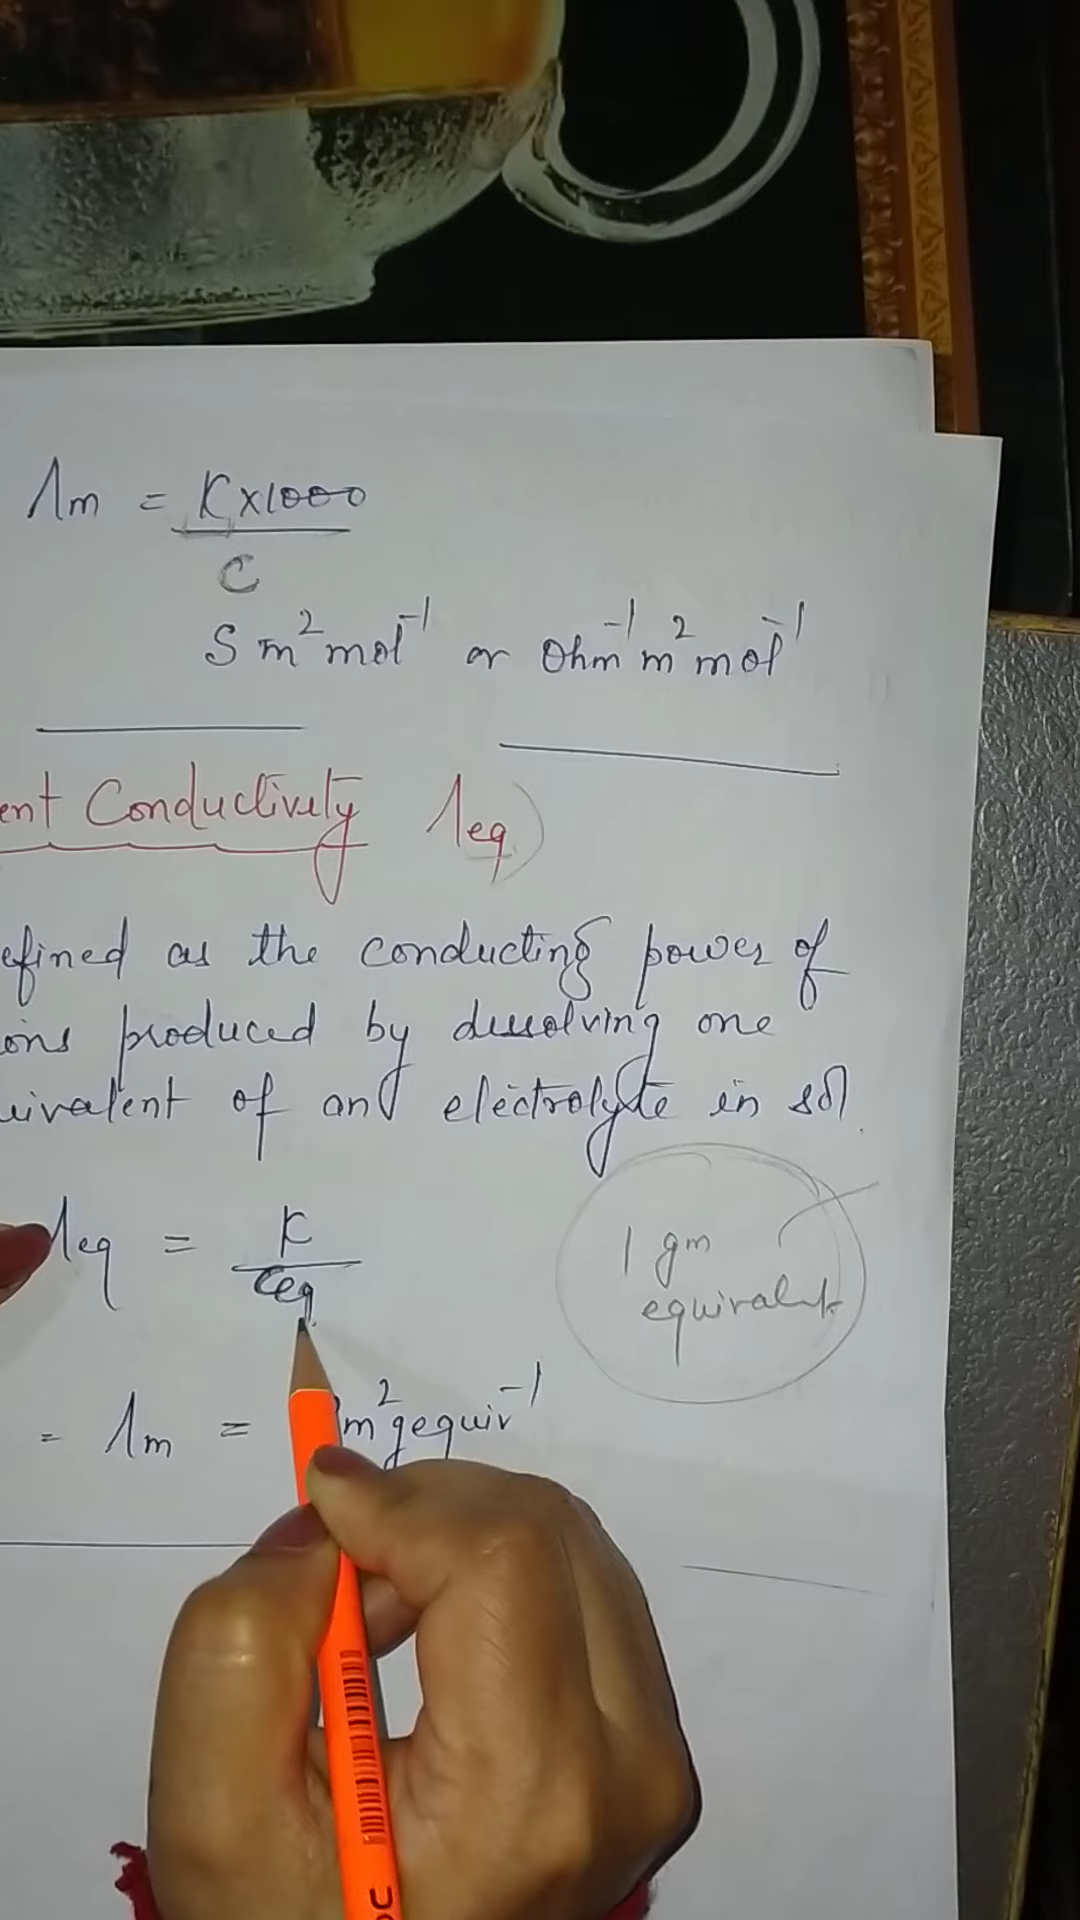 Λm = K×1000
C
S m² mol⁻¹ or Ohm⁻¹ m² mol⁻¹
ent Conductivity Λeq)
efined as the conducting power of
ions produced by dissolving one
uivalent of and electrolyte in sol.
Λeq = K
Ceq
1 gm
equivalent
= Λm = m² gequiv⁻¹